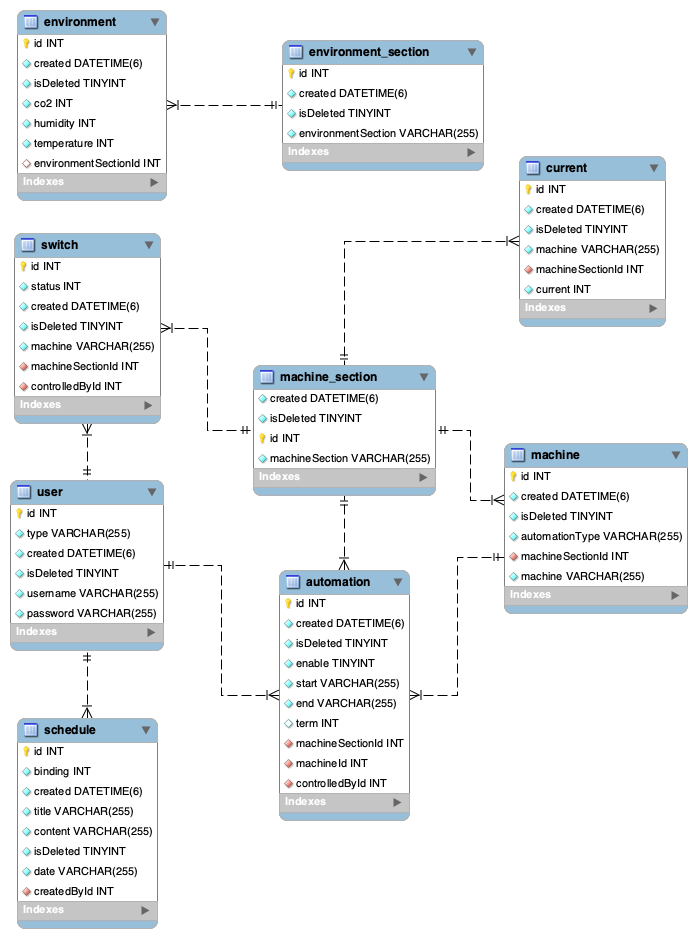 environment
id INT
created DATETIME(6)
isDeleted TINYINT
co2 INT
humidity INT
temperature INT
environmentSectionId INT
Indexes
environment_section
id INT
created DATETIME(6)
isDeleted TINYINT
environmentSection VARCHAR(255)
Indexes
current
id INT
created DATETIME(6)
isDeleted TINYINT
machine VARCHAR(255)
machineSectionId INT
current INT
Indexes
switch
id INT
status INT
created DATETIME(6)
isDeleted TINYINT
machine VARCHAR(255)
machineSectionId INT
controlledById INT
Indexes
machine_section
created DATETIME(6)
isDeleted TINYINT
id INT
machineSection VARCHAR(255)
Indexes
machine
id INT
created DATETIME(6)
isDeleted TINYINT
automationType VARCHAR(255)
machineSectionId INT
machine VARCHAR(255)
Indexes
user
id INT
type VARCHAR(255)
created DATETIME(6)
isDeleted TINYINT
username VARCHAR(255)
password VARCHAR(255)
Indexes
automation
id INT
created DATETIME(6)
isDeleted TINYINT
enable TINYINT
start VARCHAR(255)
end VARCHAR(255)
term INT
machineSectionId INT
machineId INT
controlledById INT
Indexes
schedule
id INT
binding INT
created DATETIME(6)
title VARCHAR(255)
content VARCHAR(255)
isDeleted TINYINT
date VARCHAR(255)
createdById INT
Indexes